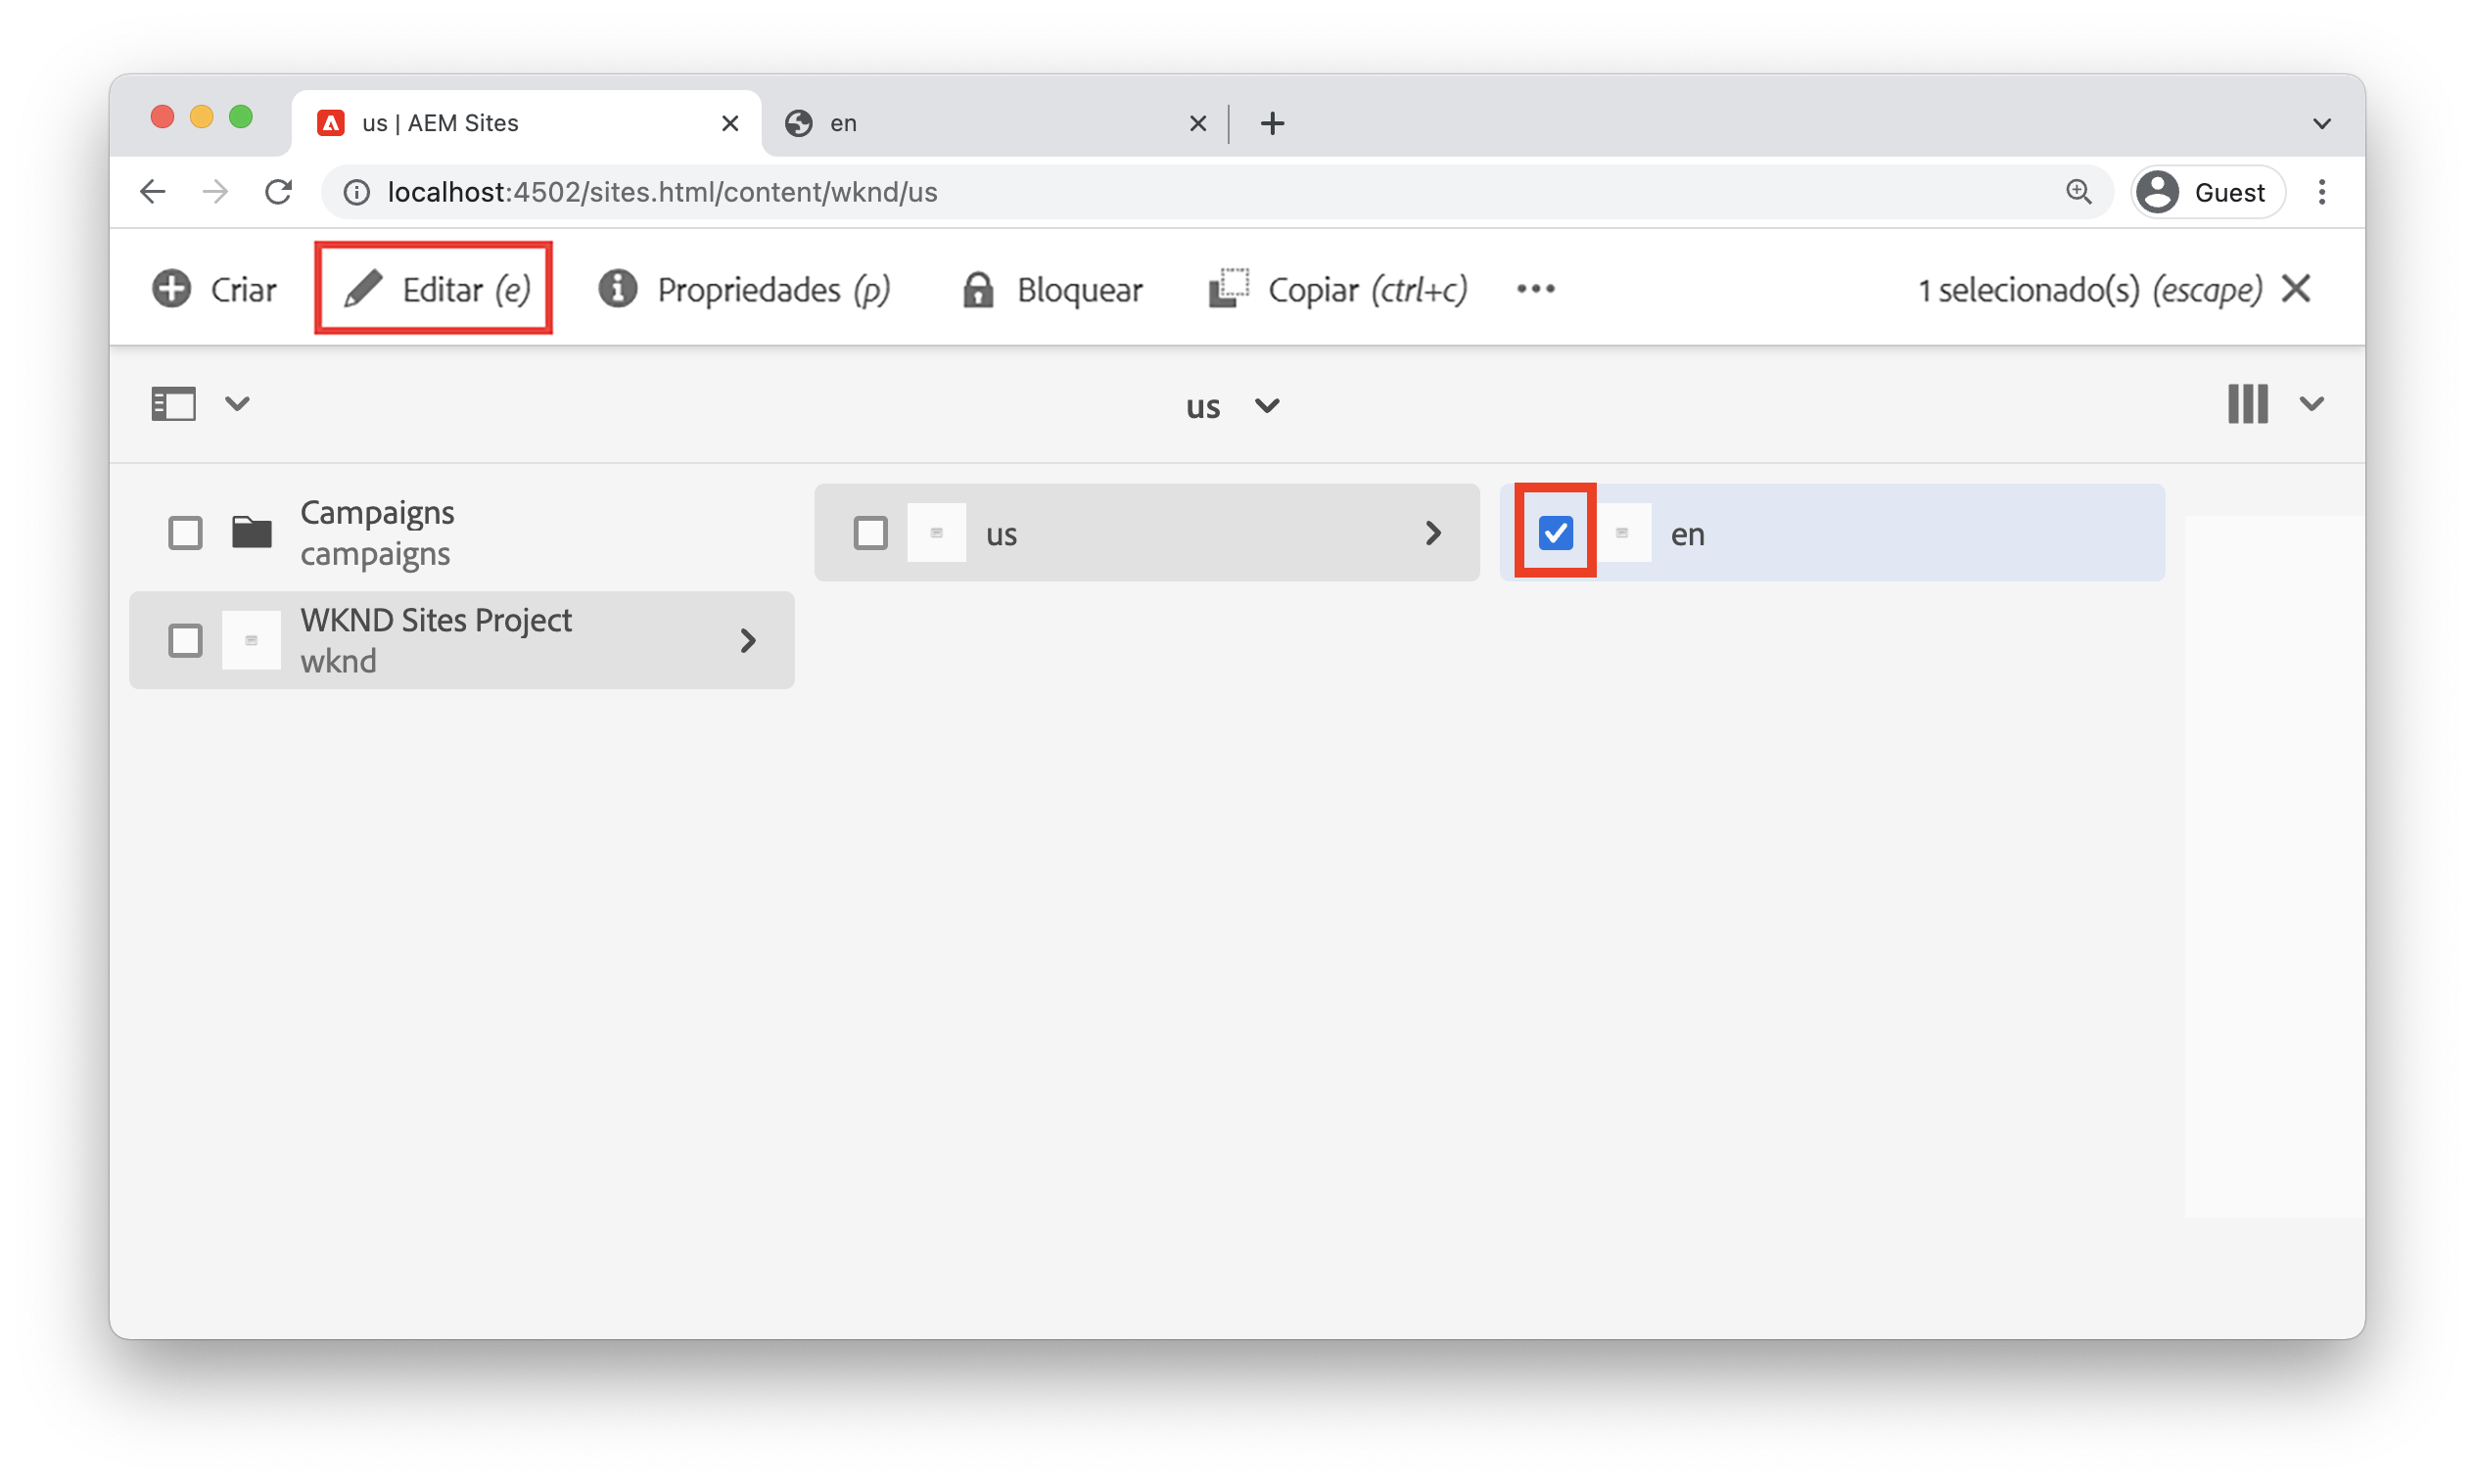 us | AEM Sites
en
localhost:4502/sites.html/content/wknd/us
Guest
Criar
Editar (e)
Propriedades (p)
Bloquear
Copiar (ctrl+c)
1 selecionado(s) (escape)
us
Campaigns
campaigns
WKND Sites Project
wknd
us
en